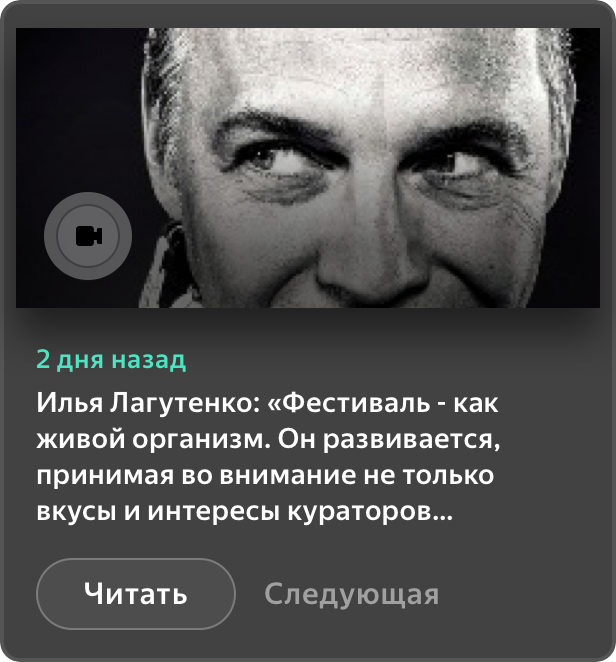 2 дня назад
Илья Лагутенко: «Фестиваль - как
живой организм. Он развивается,
принимая во внимание не только
вкусы и интересы кураторов...
Читать
Следующая